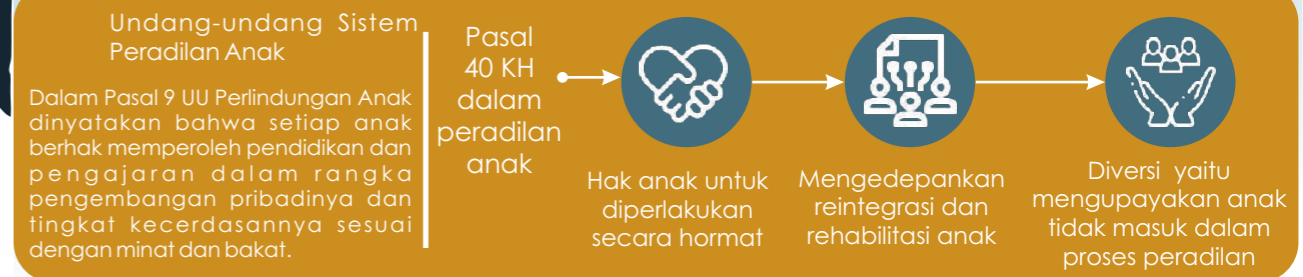 Undang-undang Sistem
Peradilan Anak
Dalam Pasal 9 UU Perlindungan Anak
dinyatakan bahwa setiap anak
berhak memperoleh pendidikan dan
pengajaran dalam rangka
pengembangan pribadinya dan
tingkat kecerdasannya sesuai
dengan minat dan bakat.
Pasal
40 KH
dalam
peradilan
anak
Hak anak untuk
diperlakukan
secara hormat
Mengedepankan
reintegrasi dan
rehabilitasi anak
Diversi yaitu
mengupayakan anak
tidak masuk dalam
proses peradilan